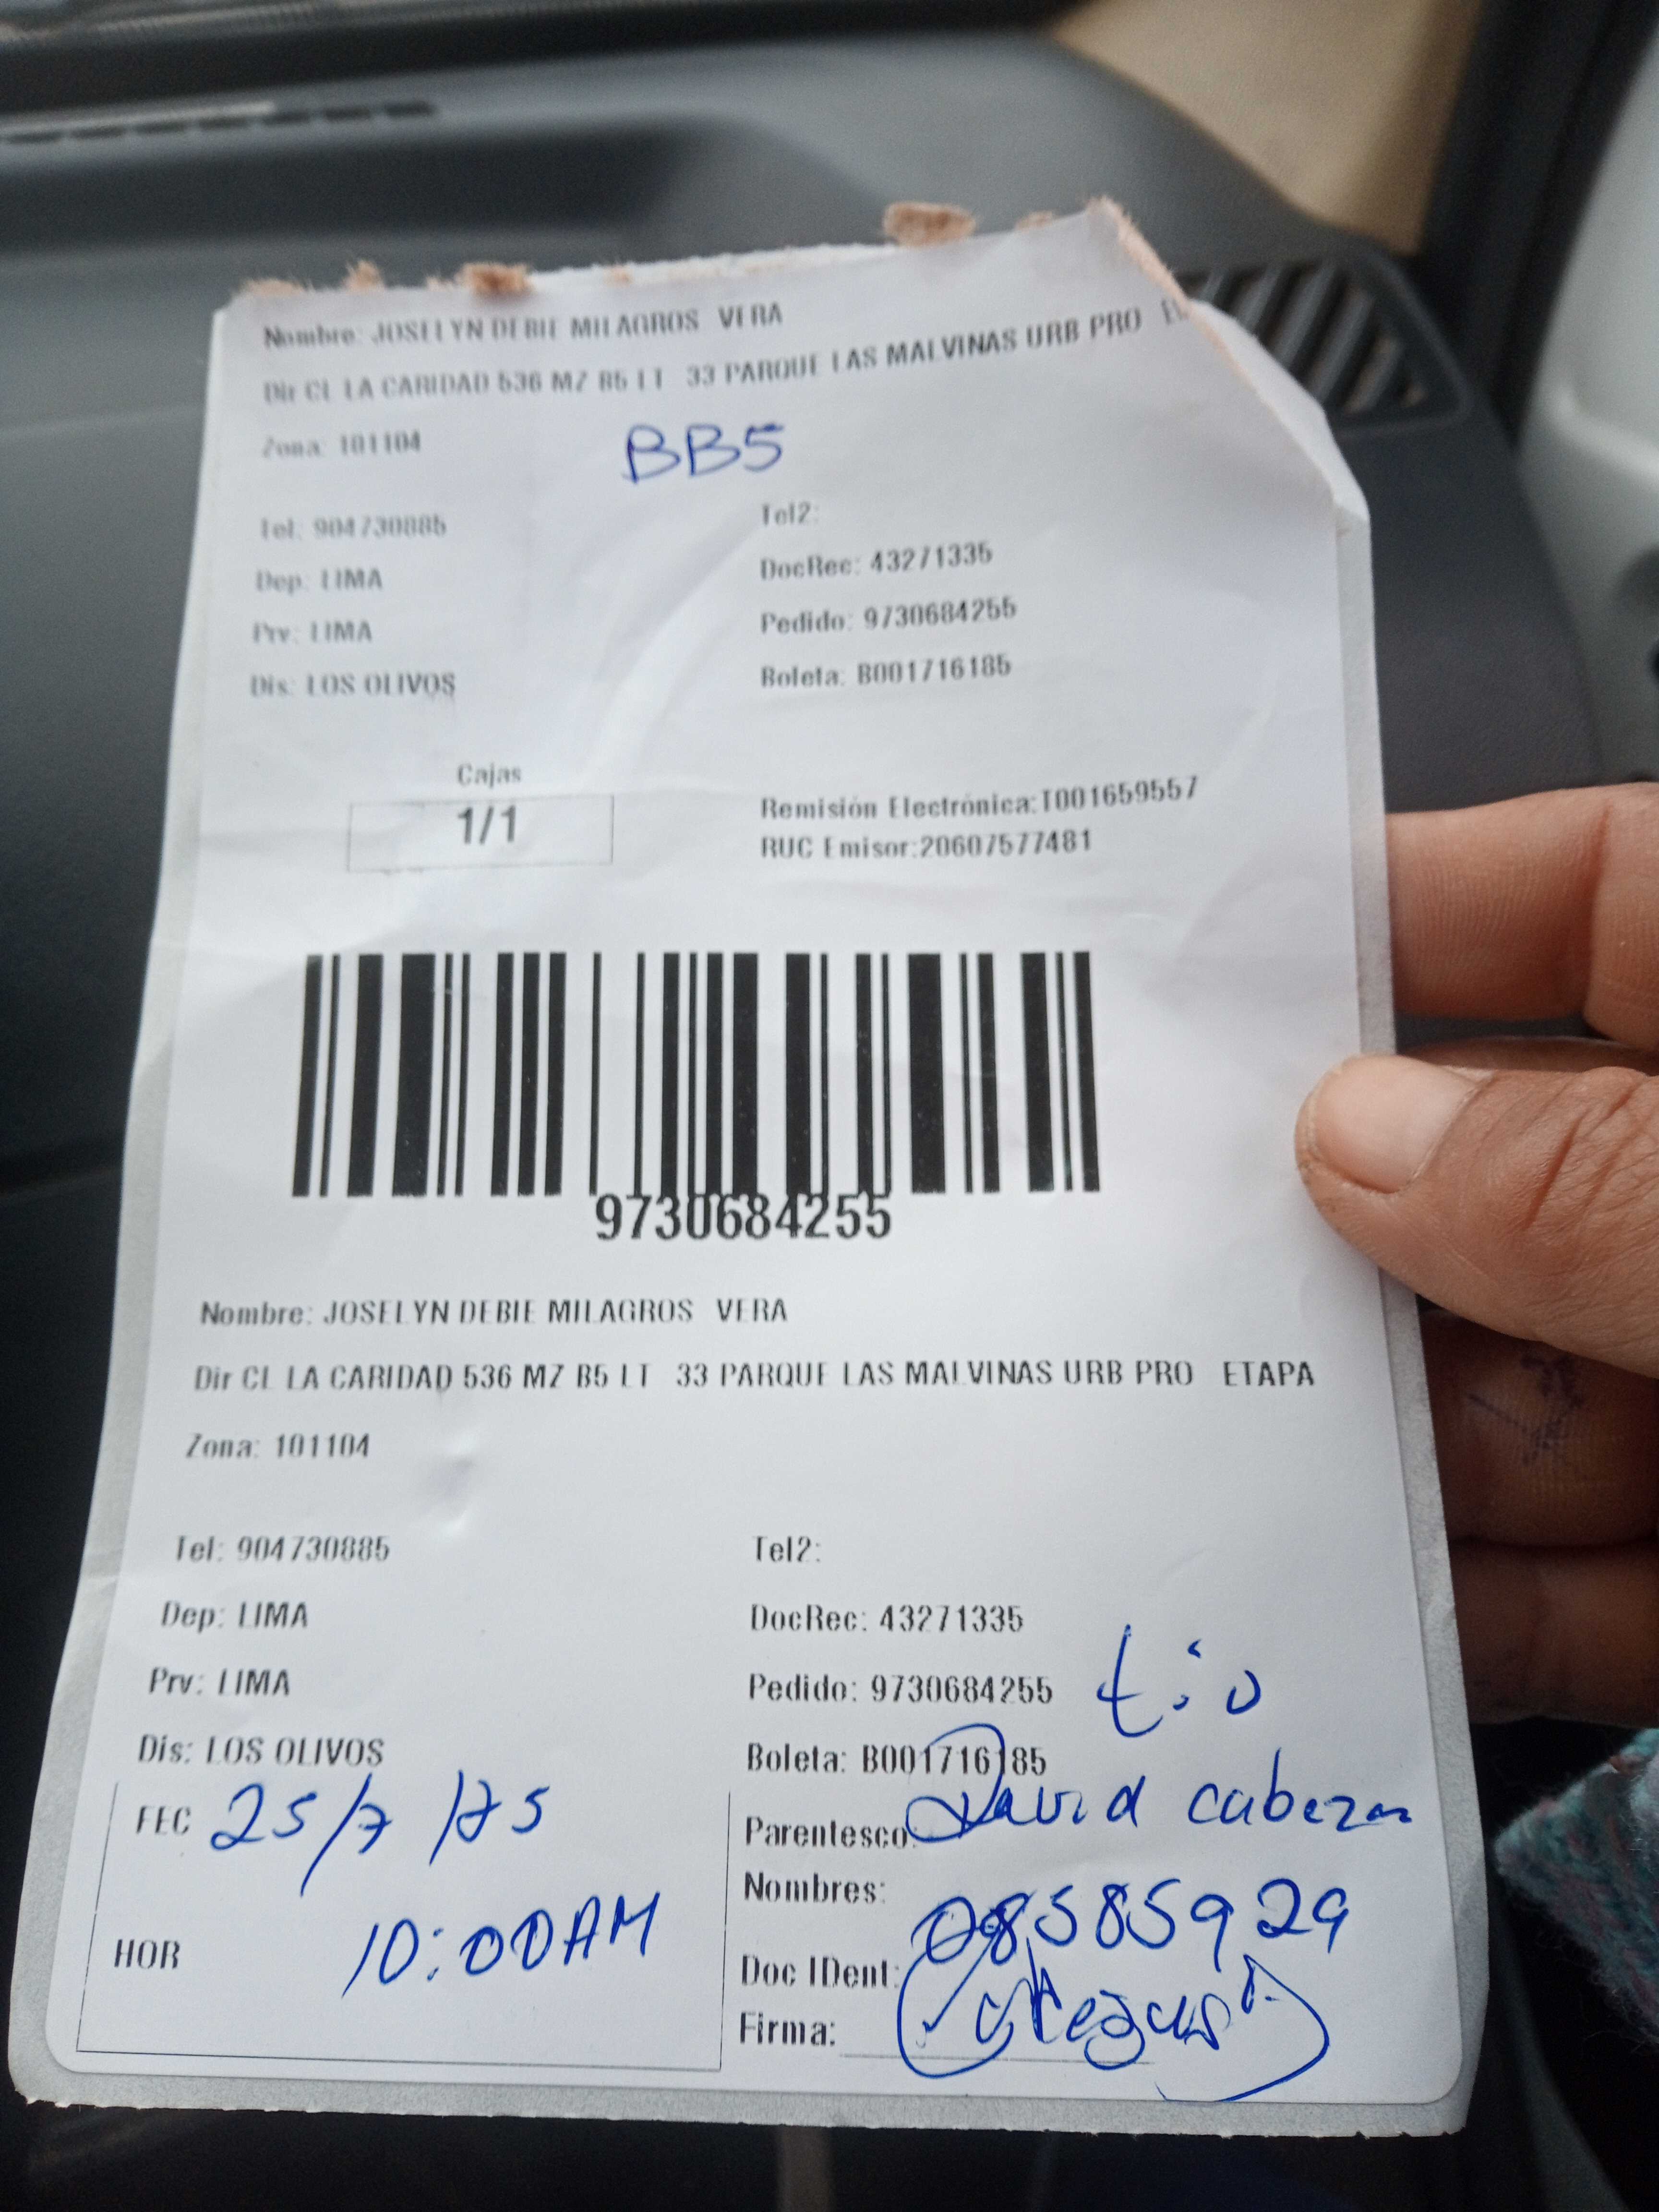 Nombre: JOSELYN DEBIE MILAGROS VERA
Dir CL LA CARIDAD 536 MZ B5 LT 33 PARQUE LAS MALVINAS URB PRO
Zona: 101104
BB5
Tel: 904730885
Tel2:
Dep: LIMA
DocRec: 43271335
Prv: LIMA
Pedido: 9730684255
Dis: LOS OLIVOS
Boleta: B001716185
Cajas
1/1
Remisión Electrónica:T001659557
RUC Emisor:20607577481
9730684255
Nombre: JOSELYN DEBIE MILAGROS VERA
Dir CL LA CARIDAD 536 MZ B5 LT 33 PARQUE LAS MALVINAS URB PRO ETAPA
Zona: 101104
Tel: 904730885
Tel2:
Dep: LIMA
DocRec: 43271335
Prv: LIMA
Pedido: 9730684255 tio
Dis: LOS OLIVOS
Boleta: B001716185
FEC 25/7/25
Parentesco: David
Nombres:
HOR 10:00AM
Doc IDent: 08585929
Firma: